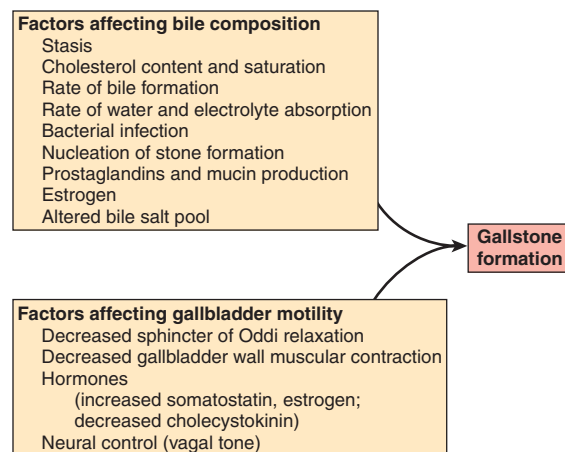 Factors affecting bile composition
Stasis
Cholesterol content and saturation
Rate of bile formation
Rate of water and electrolyte absorption
Bacterial infection
Nucleation of stone formation
Prostaglandins and mucin production
Estrogen
Altered bile salt pool
Gallstone
formation
Factors affecting gallbladder motility
Decreased sphincter of Oddi relaxation
Decreased gallbladder wall muscular contraction
Hormones
(increased somatostatin, estrogen;
decreased cholecystokinin)
Neural control (vagal tone)